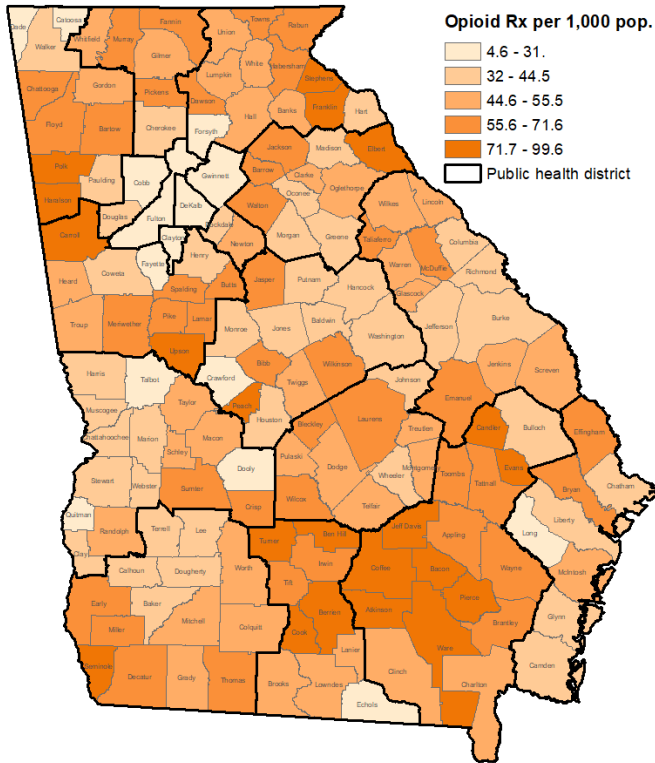 Opioid Rx per 1,000 pop.
4.6 - 31.
32 - 44.5
44.6 - 55.5
55.6 - 71.6
71.7 - 99.6
Public health district
Dade
Catoosa
Walker
Whitfield
Murray
Fannin
Gilmer
Union
Towns
Rabun
White
Habersham
Lumpkin
Stephens
Chattooga
Gordon
Pickens
Dawson
Franklin
Hart
Floyd
Bartow
Cherokee
Forsyth
Hall
Banks
Jackson
Madison
Elbert
Polk
Paulding
Cobb
Gwinnett
Barrow
Clarke
Oconee
Oglethorpe
Haralson
Douglas
Fulton
DeKalb
Rockdale
Walton
Wilkes
Lincoln
Carroll
Clayton
Fayette
Henry
Newton
Morgan
Greene
Taliaferro
Columbia
McDuffie
Warren
Richmond
Heard
Coweta
Spalding
Butts
Jasper
Putnam
Hancock
Glascock
Troup
Meriwether
Pike
Lamar
Monroe
Jones
Baldwin
Washington
Jefferson
Burke
Upson
Bibb
Wilkinson
Jenkins
Screven
Harris
Talbot
Crawford
Twiggs
Johnson
Emanuel
Taylor
Peach
Houston
Laurens
Muscogee
Chattahoochee
Marion
Macon
Bleckley
Treutlen
Candler
Bulloch
Effingham
Schley
Dooly
Pulaski
Dodge
Wheeler
Montgomery
Toombs
Evans
Tattnall
Stewart
Webster
Sumter
Crisp
Wilcox
Telfair
Bryan
Chatham
Quitman
Randolph
Terrell
Lee
Turner
Ben Hill
Jeff Davis
Appling
Long
Liberty
Clay
Calhoun
Dougherty
Worth
Irwin
Tift
Coffee
Bacon
Wayne
McIntosh
Early
Baker
Mitchell
Colquitt
Cook
Berrien
Atkinson
Pierce
Brantley
Glynn
Miller
Lanier
Ware
Seminole
Decatur
Grady
Thomas
Brooks
Lowndes
Clinch
Charlton
Camden
Echols